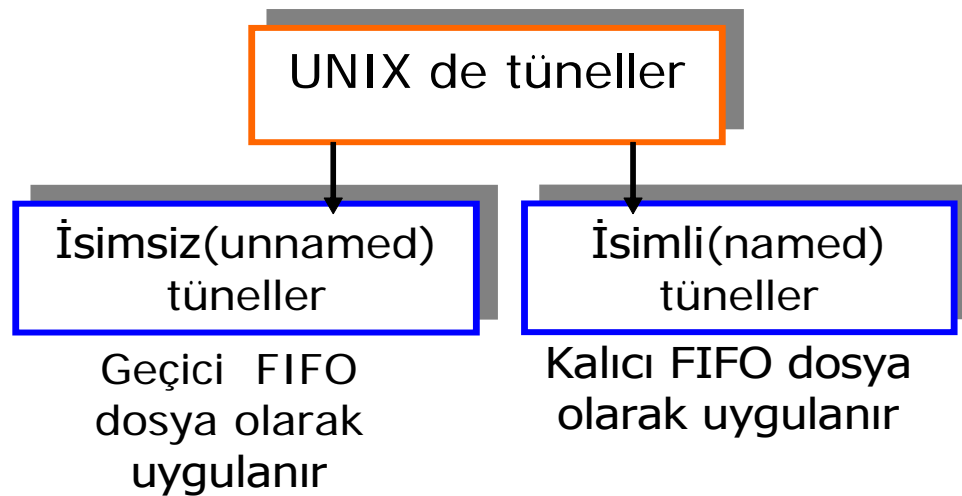 UNIX de tüneller
İsimsiz(unnamed)
tüneller
Geçici FIFO
dosya olarak
uygulanır
İsimli(named)
tüneller
Kalıcı FIFO dosya
olarak uygulanır